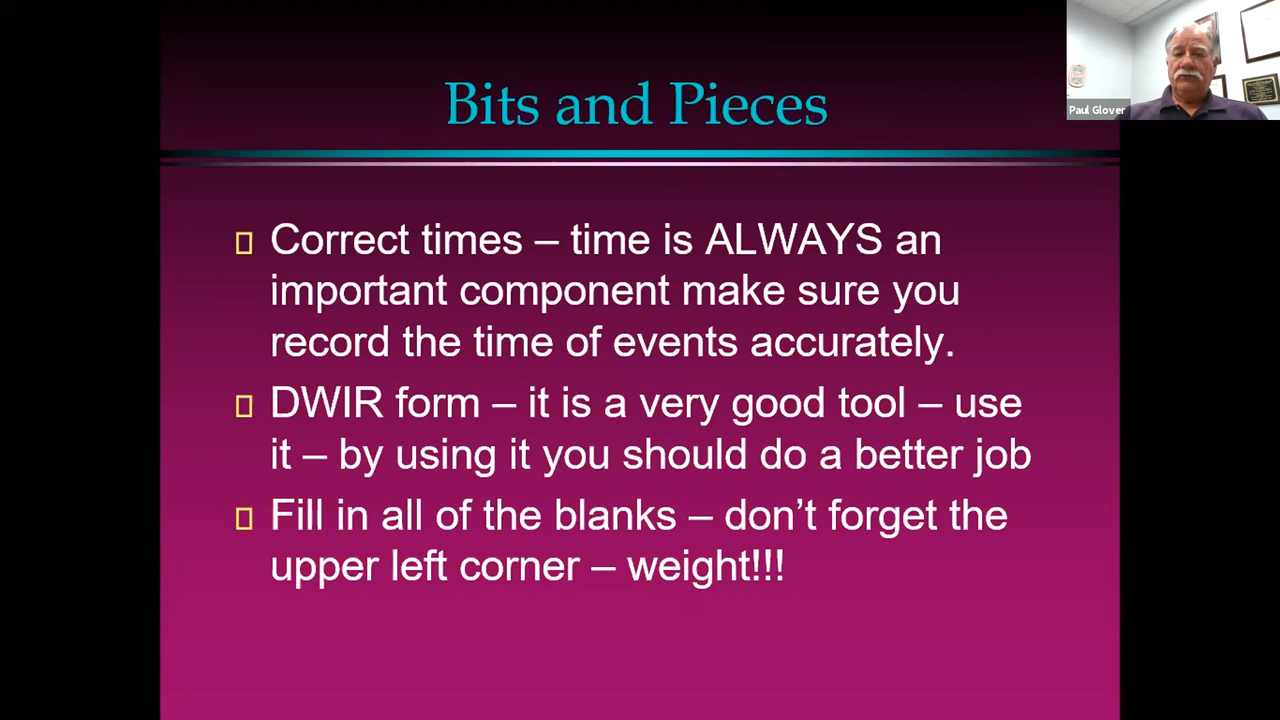 Bits and Pieces
Paul Glover
Correct times – time is ALWAYS an
important component make sure you
record the time of events accurately.
DWIR form – it is a very good tool – use
it – by using it you should do a better job
Fill in all of the blanks – don’t forget the
upper left corner – weight!!!